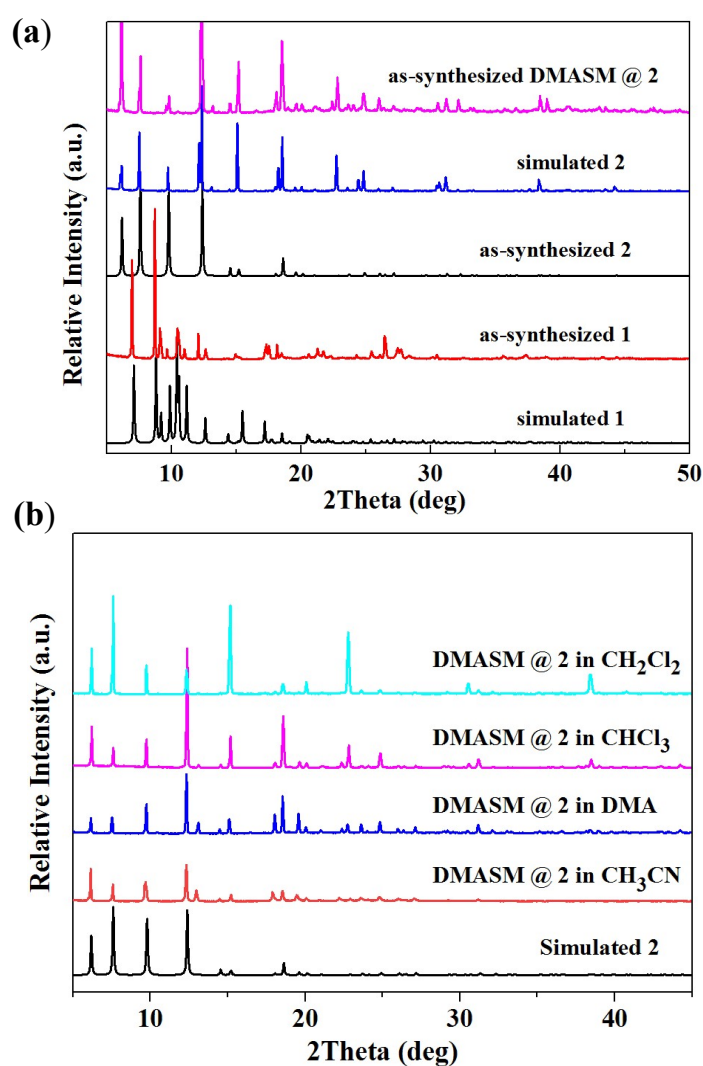 (a)
Relative Intensity (a.u.)
as-synthesized DMASM @ 2
simulated 2
as-synthesized 2
as-synthesized 1
simulated 1
10 20 30 40 50
2Theta (deg)
(b)
Relative Intensity (a.u.)
DMASM @ 2 in CH₂Cl₂
DMASM @ 2 in CHCl₃
DMASM @ 2 in DMA
DMASM @ 2 in CH₃CN
Simulated 2
10 20 30 40
2Theta (deg)